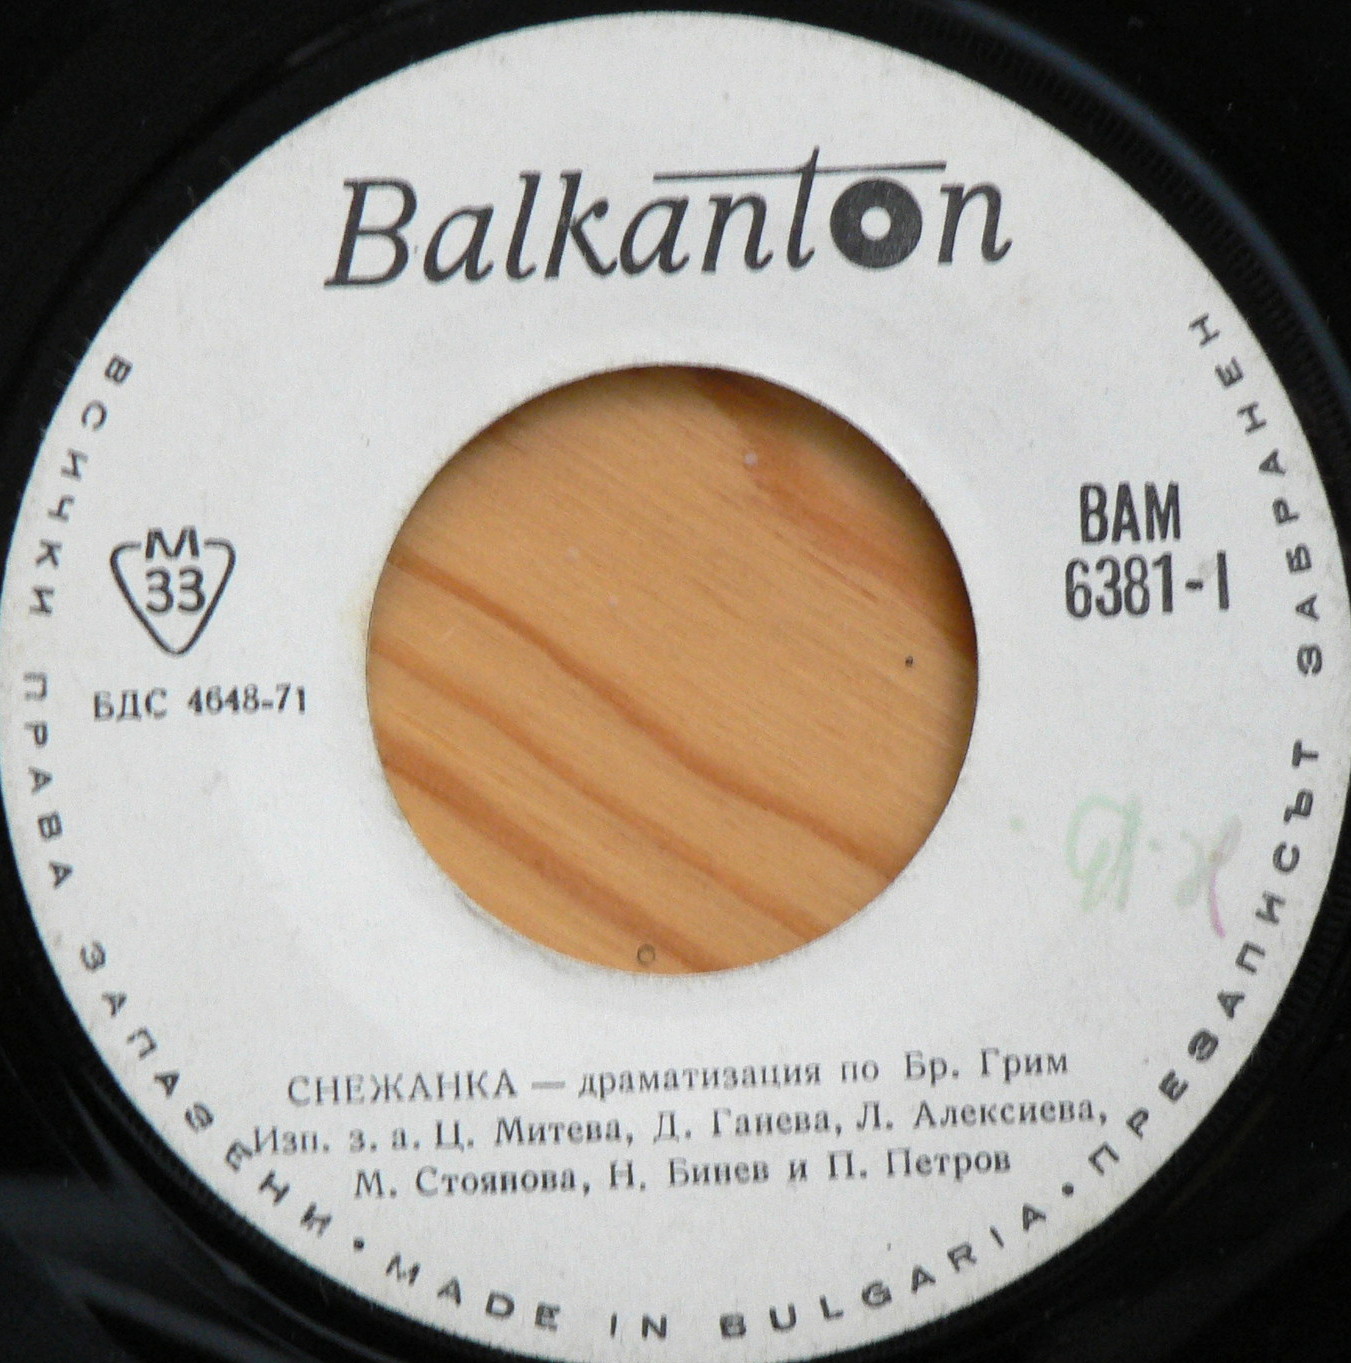 Balkanton
M
33
БДС 4648-71
ВАМ
6381-I
СНЕЖАНКА — драматизация по Бр. Грим
Изп. з. а. Ц. Митева, Д. Ганева, Л. Алексиева,
М. Стоянова, Н. Бинев и П. Петров
ВСИЧКИ ПРАВА ЗАПАЗЕНИ • MADE IN BULGARIA • ПРЕЗАПИСЪТ ЗАБРАНЕН